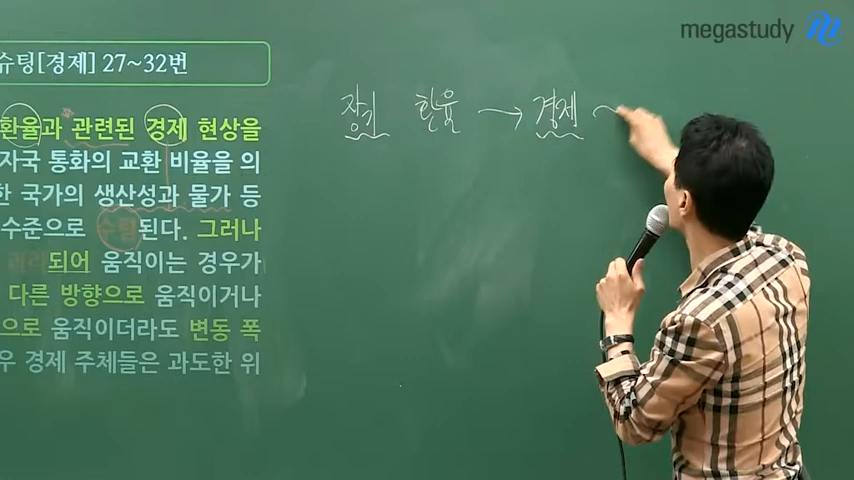 megastudy
슈팅[경제] 27~32번
장기 환율 → 경제
환율과 관련된 경제 현상을
자국 통화의 교환 비율을 의
한 국가의 생산성과 물가 등
수준으로 수렴된다. 그러나
괴리되어 움직이는 경우가
다른 방향으로 움직이거나
으로 움직이더라도 변동 폭
우 경제 주체들은 과도한 위